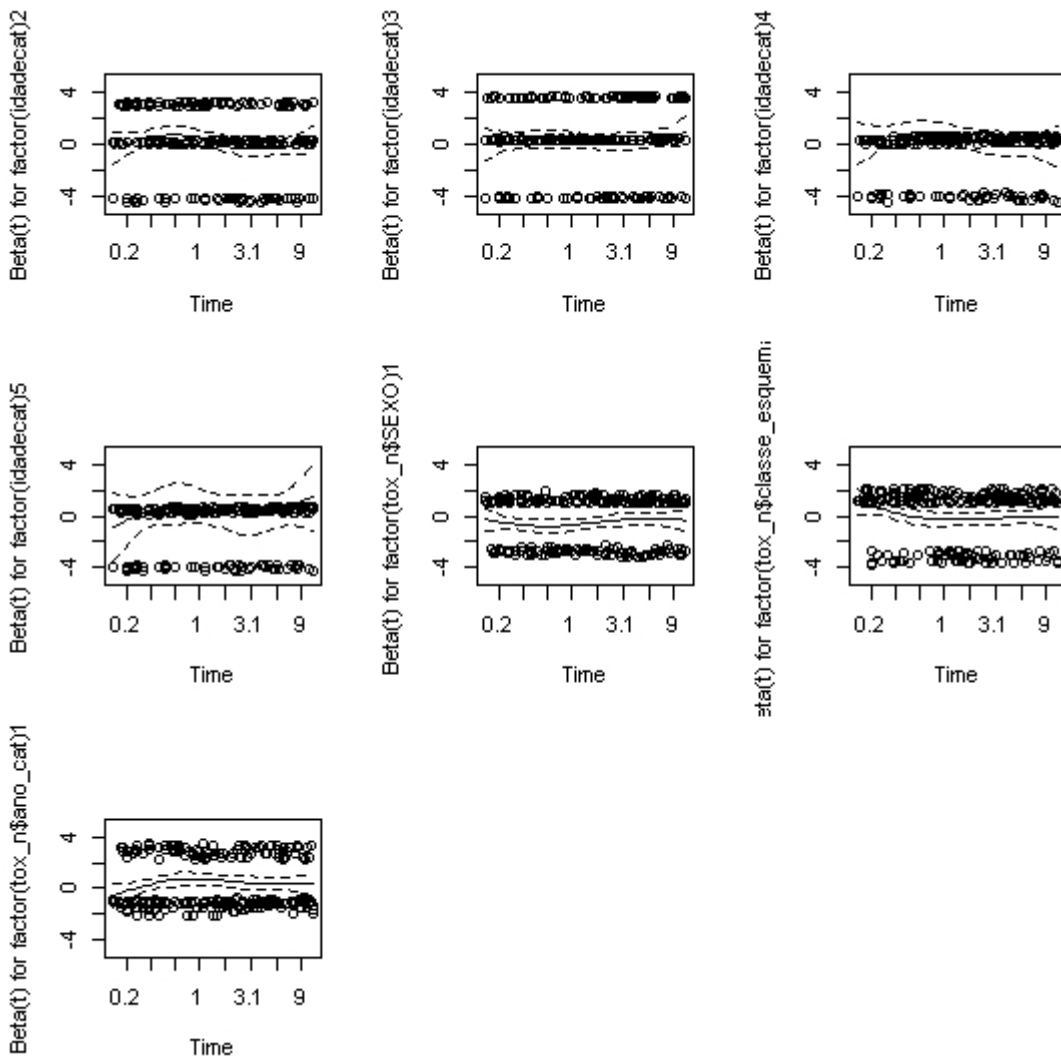 Beta(t) for factor(idadecat)2
4
0
-4
0.2 1 3.1 9
Time
Beta(t) for factor(idadecat)3
4
0
-4
0.2 1 3.1 9
Time
Beta(t) for factor(idadecat)4
4
0
-4
0.2 1 3.1 9
Time
Beta(t) for factor(idadecat)5
4
0
-4
0.2 1 3.1 9
Time
Beta(t) for factor(tox_n$SEXO)1
4
0
-4
0.2 1 3.1 9
Time
eta(t) for factor(tox_n$classe_esquema
4
0
-4
0.2 1 3.1 9
Time
Beta(t) for factor(tox_n$ano_cat)1
4
0
-4
0.2 1 3.1 9
Time